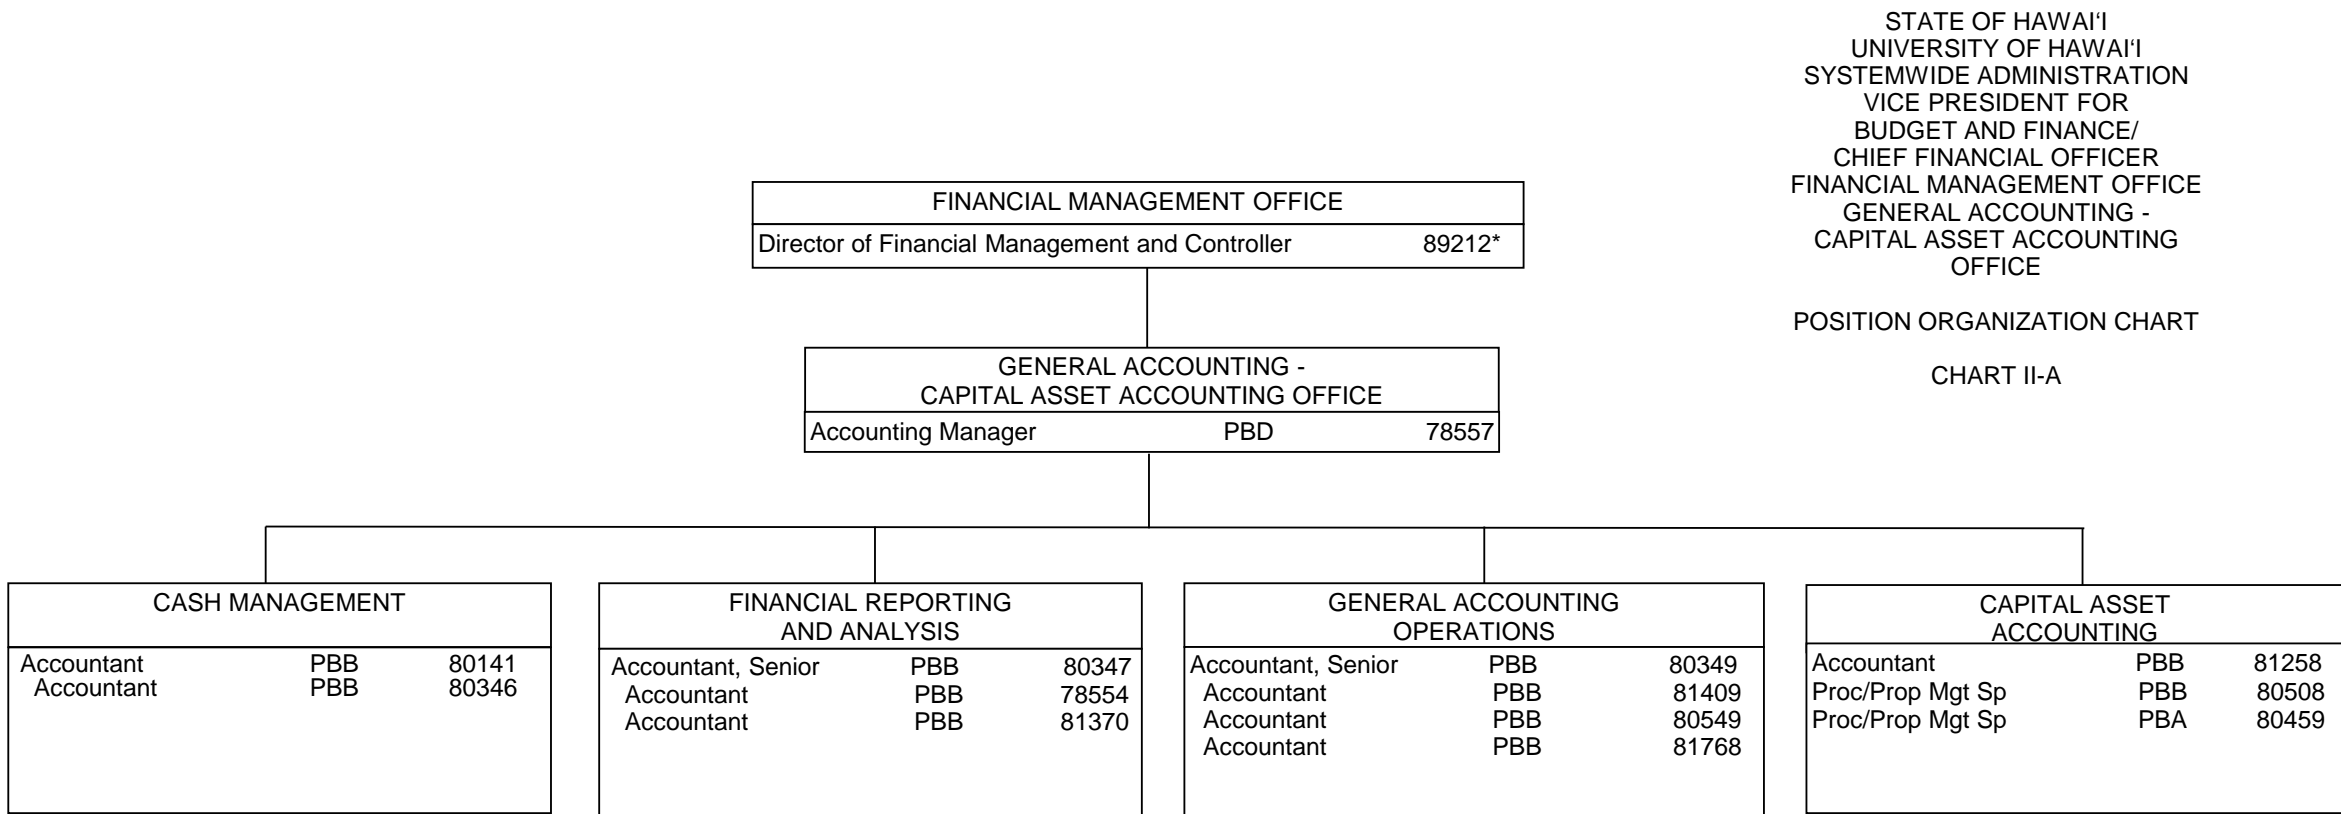 STATE OF HAWAI‘I
UNIVERSITY OF HAWAI‘I
SYSTEMWIDE ADMINISTRATION
VICE PRESIDENT FOR
BUDGET AND FINANCE/
CHIEF FINANCIAL OFFICER
FINANCIAL MANAGEMENT OFFICE
GENERAL ACCOUNTING -
CAPITAL ASSET ACCOUNTING
OFFICE
POSITION ORGANIZATION CHART
CHART II-A
FINANCIAL MANAGEMENT OFFICE
Director of Financial Management and Controller 89212*
GENERAL ACCOUNTING -
CAPITAL ASSET ACCOUNTING OFFICE
Accounting Manager PBD 78557
CASH MANAGEMENT
Accountant PBB 80141
Accountant PBB 80346
FINANCIAL REPORTING
AND ANALYSIS
Accountant, Senior PBB 80347
Accountant PBB 78554
Accountant PBB 81370
GENERAL ACCOUNTING
OPERATIONS
Accountant, Senior PBB 80349
Accountant PBB 81409
Accountant PBB 80549
Accountant PBB 81768
CAPITAL ASSET
ACCOUNTING
Accountant PBB 81258
Proc/Prop Mgt Sp PBB 80508
Proc/Prop Mgt Sp PBA 80459